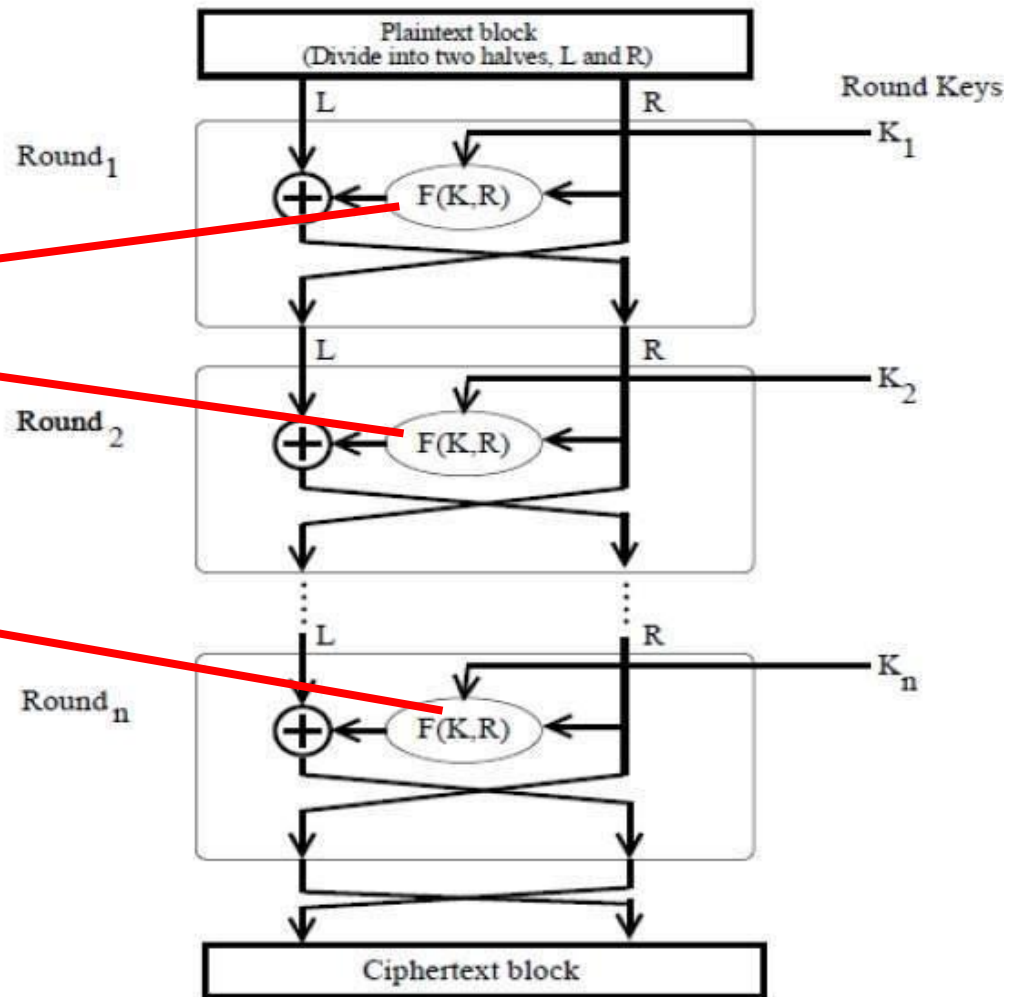 Plaintext block
(Divide into two halves, L and R)
L
R
Round Keys
K1
Round1
F(K,R)
L
R
K2
Round2
F(K,R)
L
R
Kn
Roundn
F(K,R)
Ciphertext block